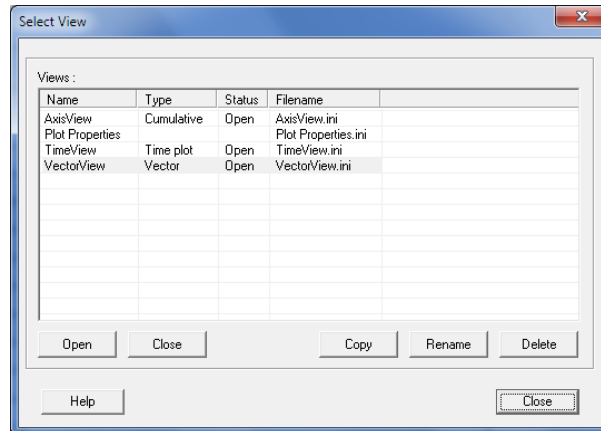 Select View
Views :
Name Type Status Filename
AxisView Cumulative Open AxisView.ini
Plot Properties Plot Properties.ini
TimeView Time plot Open TimeView.ini
VectorView Vector Open VectorView.ini
Open Close Copy Rename Delete
Help Close